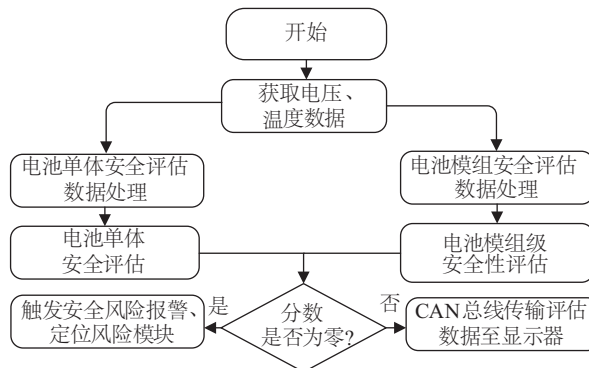 开始
获取电压、
温度数据
电池单体安全评估
数据处理
电池模组安全评估
数据处理
电池单体
安全评估
电池模组级
安全性评估
触发安全风险报警、
定位风险模块
是
分数
是否为零?
否
CAN总线传输评估
数据至显示器